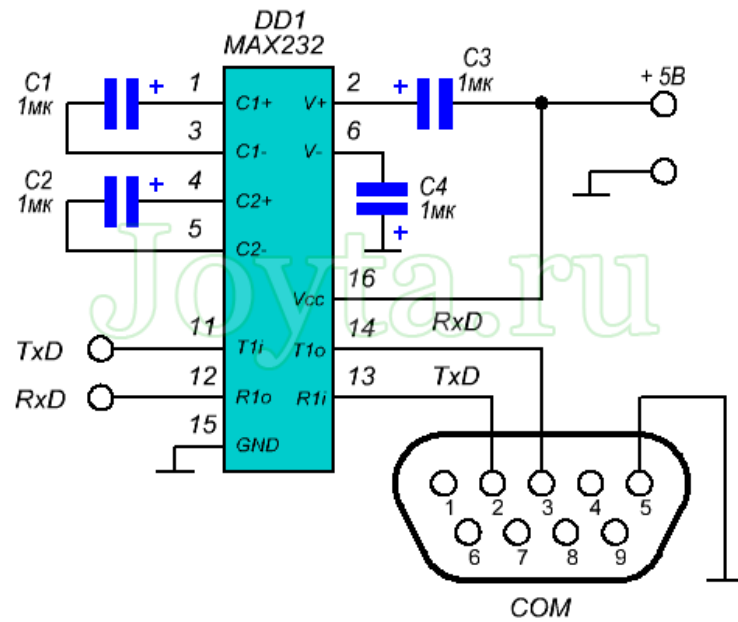 DD1
MAX232
C1
1мк
+
1
C1+
3
C1-
C2
1мк
+
4
C2+
5
C2-
V+
2
+
C3
1мк
+ 5В
V-
6
C4
1мк
+
Vcc
16
Joyta.ru
TxD
11
T1i
T1o
14
RxD
RxD
12
R1o
R1i
13
TxD
15
GND
1 2 3 4 5
6 7 8 9
COM